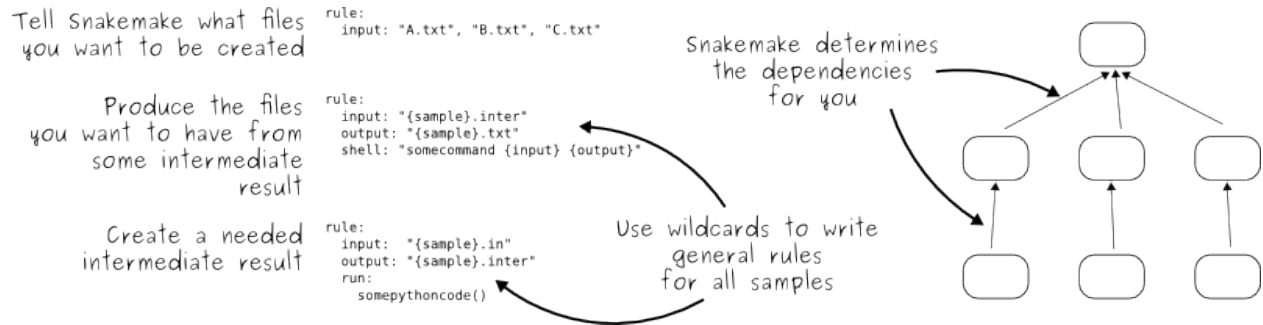 Tell Snakemake what files
you want to be created
rule:
  input: "A.txt", "B.txt", "C.txt"
Produce the files
you want to have from
some intermediate
result
rule:
  input: "{sample}.inter"
  output: "{sample}.txt"
  shell: "somecommand {input} {output}"
Create a needed
intermediate result
rule:
  input:  "{sample}.in"
  output: "{sample}.inter"
  run:
    somepythoncode()
Use wildcards to write
general rules
for all samples
Snakemake determines
the dependencies
for you